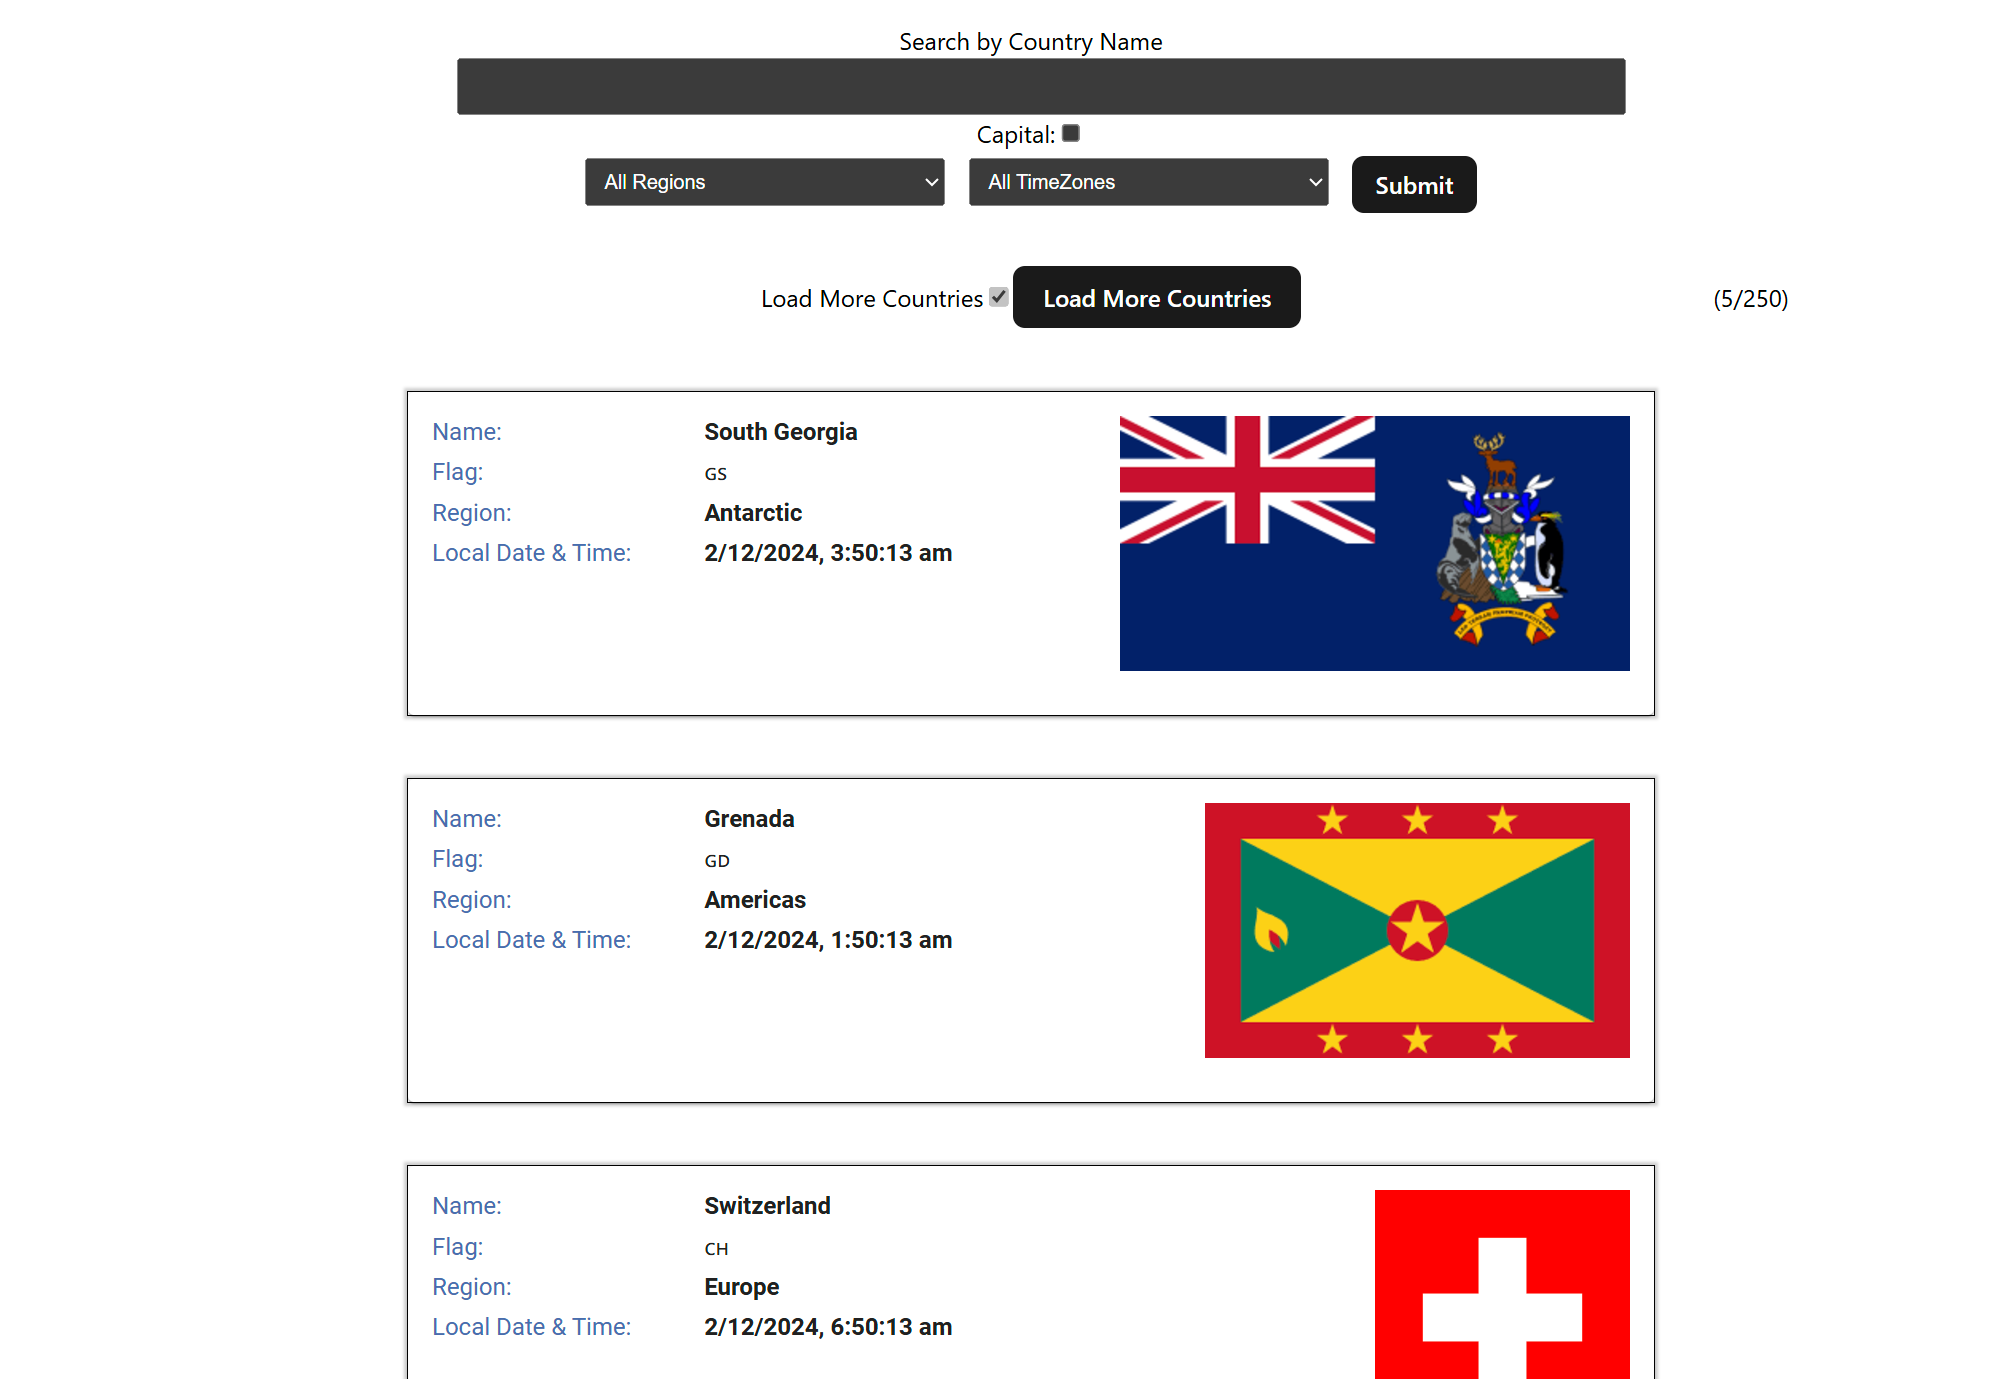 Search by Country Name
Capital:
All Regions All TimeZones Submit
Load More Countries Load More Countries (5/250)
Name: South Georgia
Flag: GS
Region: Antarctic
Local Date & Time: 2/12/2024, 3:50:13 am
Name: Grenada
Flag: GD
Region: Americas
Local Date & Time: 2/12/2024, 1:50:13 am
Name: Switzerland
Flag: CH
Region: Europe
Local Date & Time: 2/12/2024, 6:50:13 am